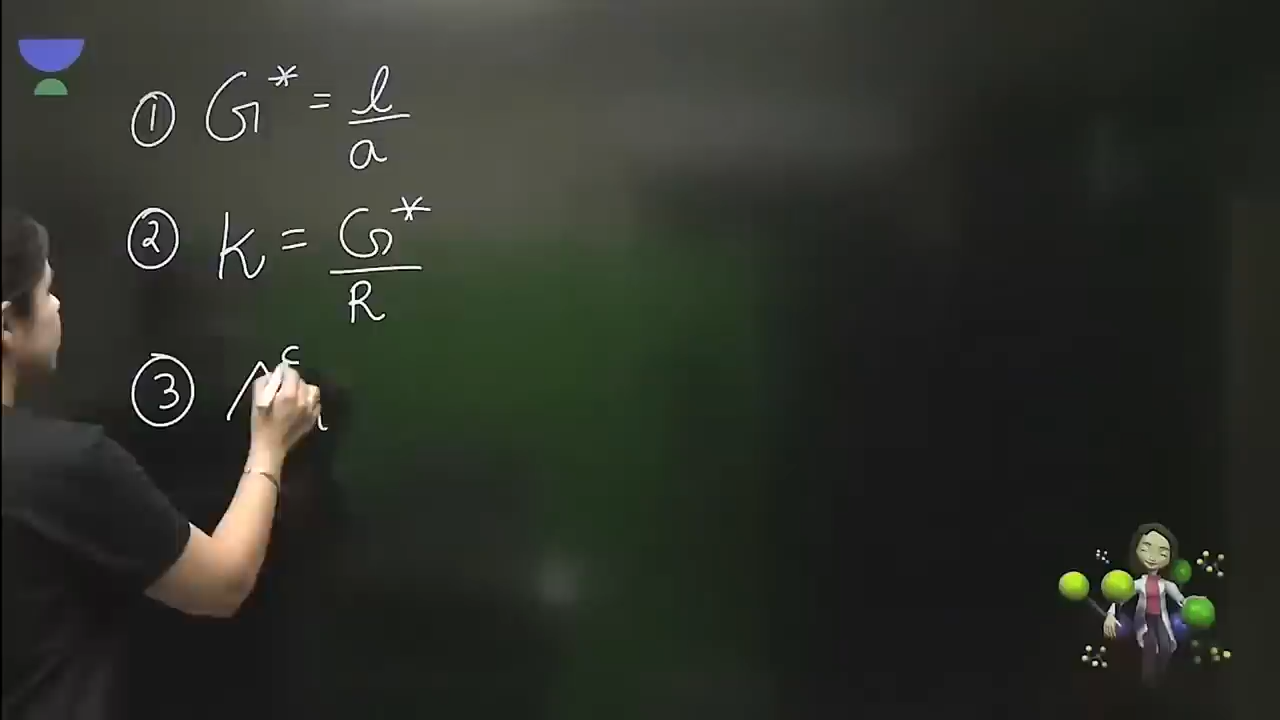 ① G* = l/a
② K = G*/R
③ Λ